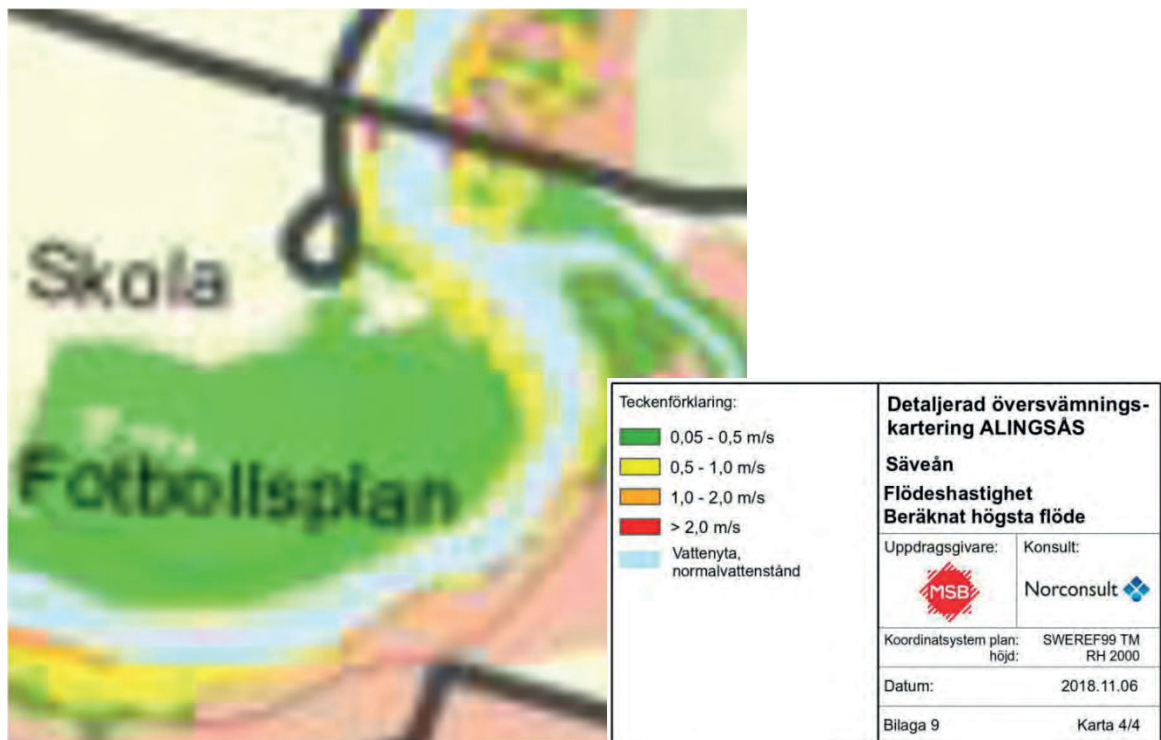 Skola
Fotbollsplan
Teckenförklaring:
0,05 - 0,5 m/s
0,5 - 1,0 m/s
1,0 - 2,0 m/s
> 2,0 m/s
Vattenyta,
normalvattenstånd
Detaljerad översvämnings-
kartering ALINGSÅS
Säveån
Flödeshastighet
Beräknat högsta flöde
Uppdragsgivare:
MSB
Konsult:
Norconsult
Koordinatsystem plan: SWEREF99 TM
höjd: RH 2000
Datum: 2018.11.06
Bilaga 9 Karta 4/4